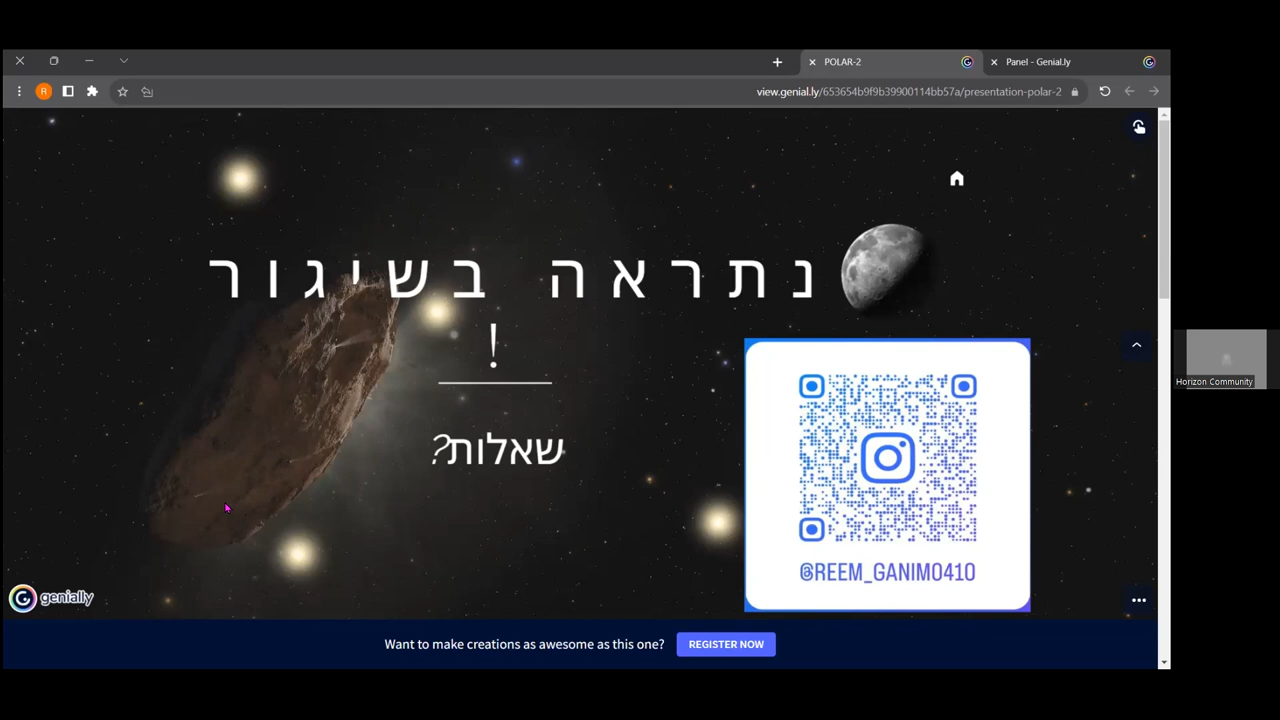 POLAR-2
Panel - Genial.ly
R
view.genial.ly/653654b9f9b39900114bb57a/presentation-polar-2
נתראה בשיגור
!
שאלות?
@REEM_GANIM0410
genially
Want to make creations as awesome as this one?
REGISTER NOW
Horizon Community